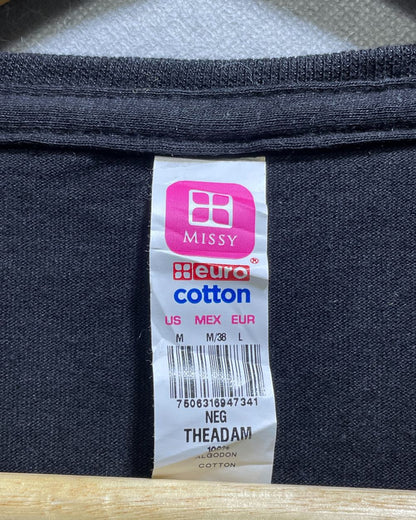 MISSY
euro®
cotton
US MEX EUR
M M/38 L
7506316947341
NEG
THEADAM
100%
ALGODON
COTTON